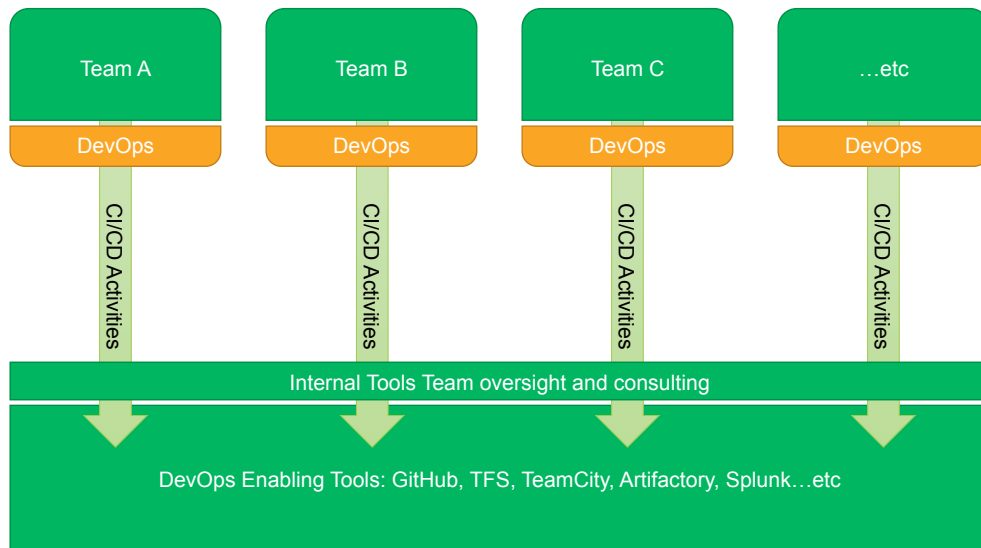 Team A
Team B
Team C
…etc
DevOps
DevOps
DevOps
DevOps
CI/CD Activities
CI/CD Activities
CI/CD Activities
CI/CD Activities
Internal Tools Team oversight and consulting
DevOps Enabling Tools: GitHub, TFS, TeamCity, Artifactory, Splunk…etc